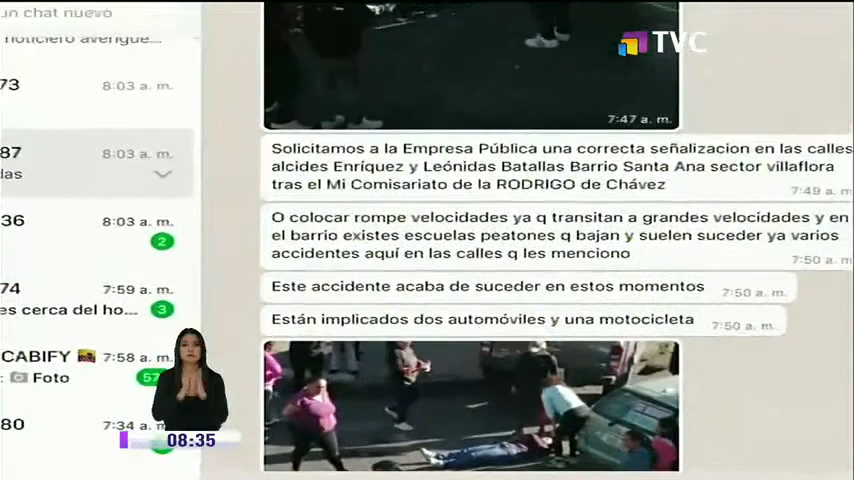 un chat nuevo
noticiero averigue...
TVC
73
8:03 a. m.
7:47 a. m.
87
8:03 a. m.
das
Solicitamos a la Empresa Pública una correcta señalizacion en las calles
alcides Enríquez y Leónidas Batallas Barrio Santa Ana sector villaflora
tras el Mi Comisariato de la RODRIGO de Chávez
7:49 a. m
36
8:03 a. m.
2
O colocar rompe velocidades ya q transitan a grandes velocidades y en
el barrio existes escuelas peatones q bajan y suelen suceder ya varios
accidentes aquí en las calles q les menciono
7:50 a. m
74
7:59 a. m.
es cerca del ho...
3
Este accidente acaba de suceder en estos momentos
7:50 a. m.
Están implicados dos automóviles y una motocicleta
7:50 a. m.
CABIFY
7:58 a. m.
: Foto
57
80
7:34 a. m.
08:35